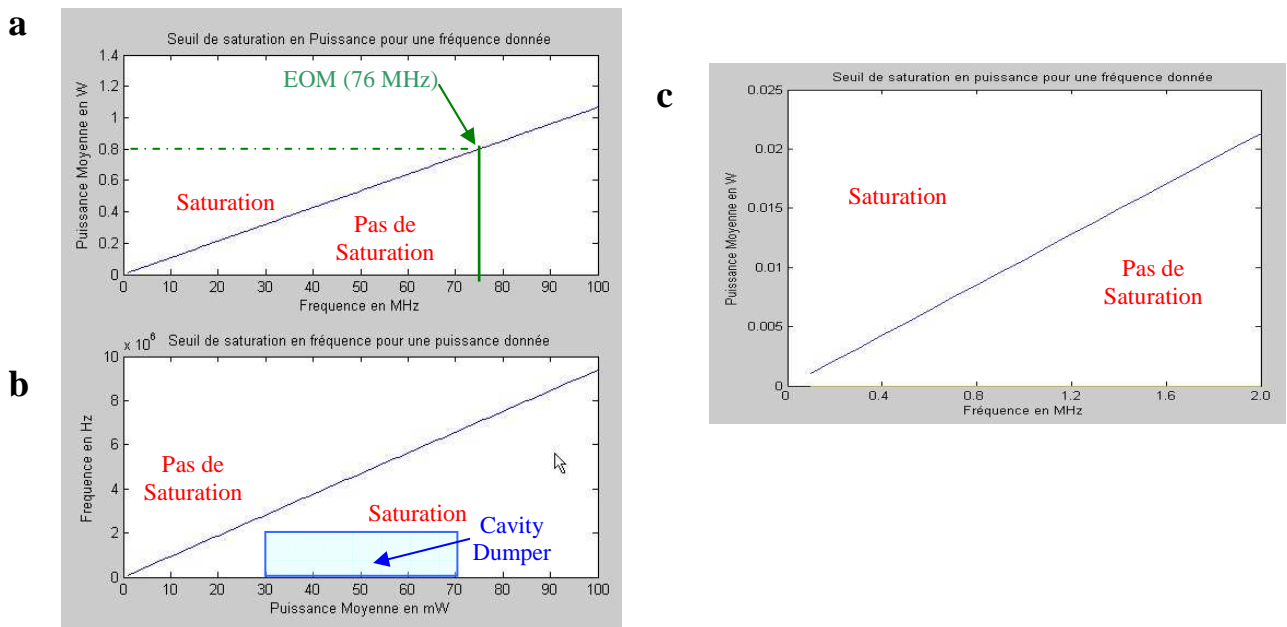 a
Seuil de saturation en Puissance pour une fréquence donnée
Puissance Moyenne en W
1.4
1.2
1
0.8
0.6
0.4
0.2
0
EOM (76 MHz)
Saturation
Pas de
Saturation
0 10 20 30 40 50 60 70 80 90 100
Frequence en MHz
b
x 10 6
Seuil de saturation en fréquence pour une puissance donnée
Frequence en Hz
10
8
6
4
2
0
Pas de
Saturation
Saturation
Cavity
Dumper
0 10 20 30 40 50 60 70 80 90 100
Puissance Moyenne en mW
c
Seuil de saturation en puissance pour une fréquence donnée
Puissance Moyenne en W
0.025
0.02
0.015
0.01
0.005
0
Saturation
Pas de
Saturation
0 0.4 0.8 1.2 1.6 2.0
Fréquence en MHz